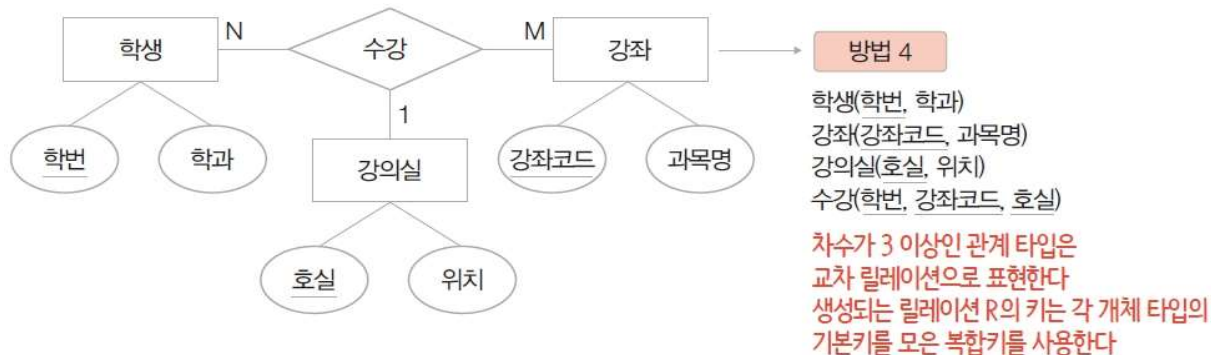 학생
N
수강
M
강좌
방법 4
1
학번
학과
강의실
강좌코드
과목명
호실
위치
학생(학번, 학과)
강좌(강좌코드, 과목명)
강의실(호실, 위치)
수강(학번, 강좌코드, 호실)
차수가 3 이상인 관계 타입은
교차 릴레이션으로 표현한다
생성되는 릴레이션 R의 키는 각 개체 타입의
기본키를 모은 복합키를 사용한다